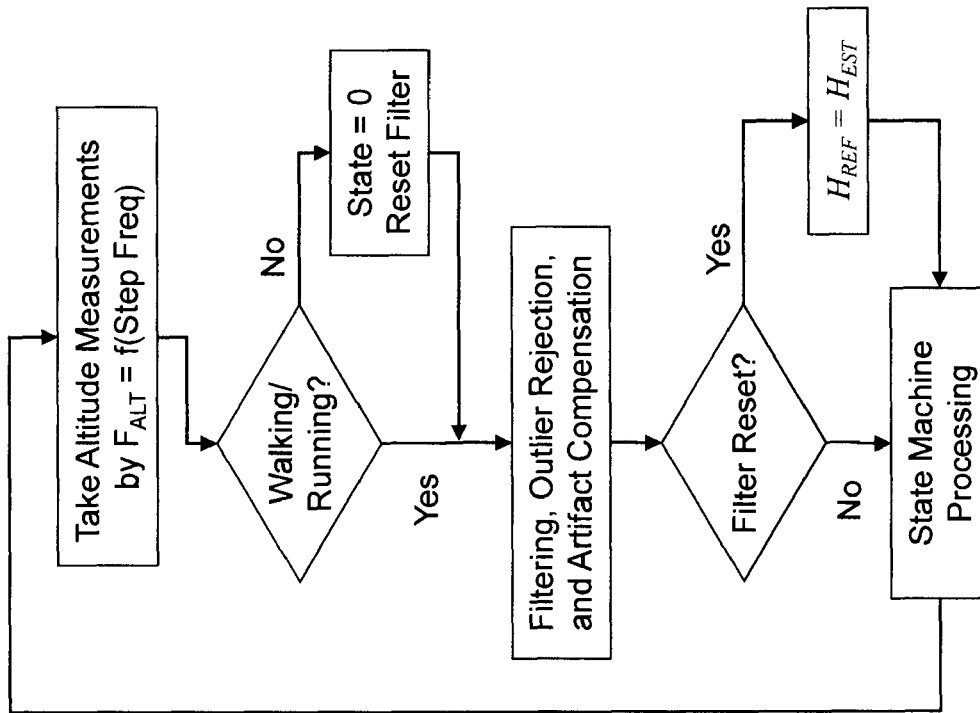 Take Altitude Measurements
by F_ALT = f(Step Freq)
Walking/
Running?
No
State = 0
Reset Filter
Yes
Filtering, Outlier Rejection,
and Artifact Compensation
Filter Reset?
Yes
H_REF = H_EST
No
State Machine
Processing